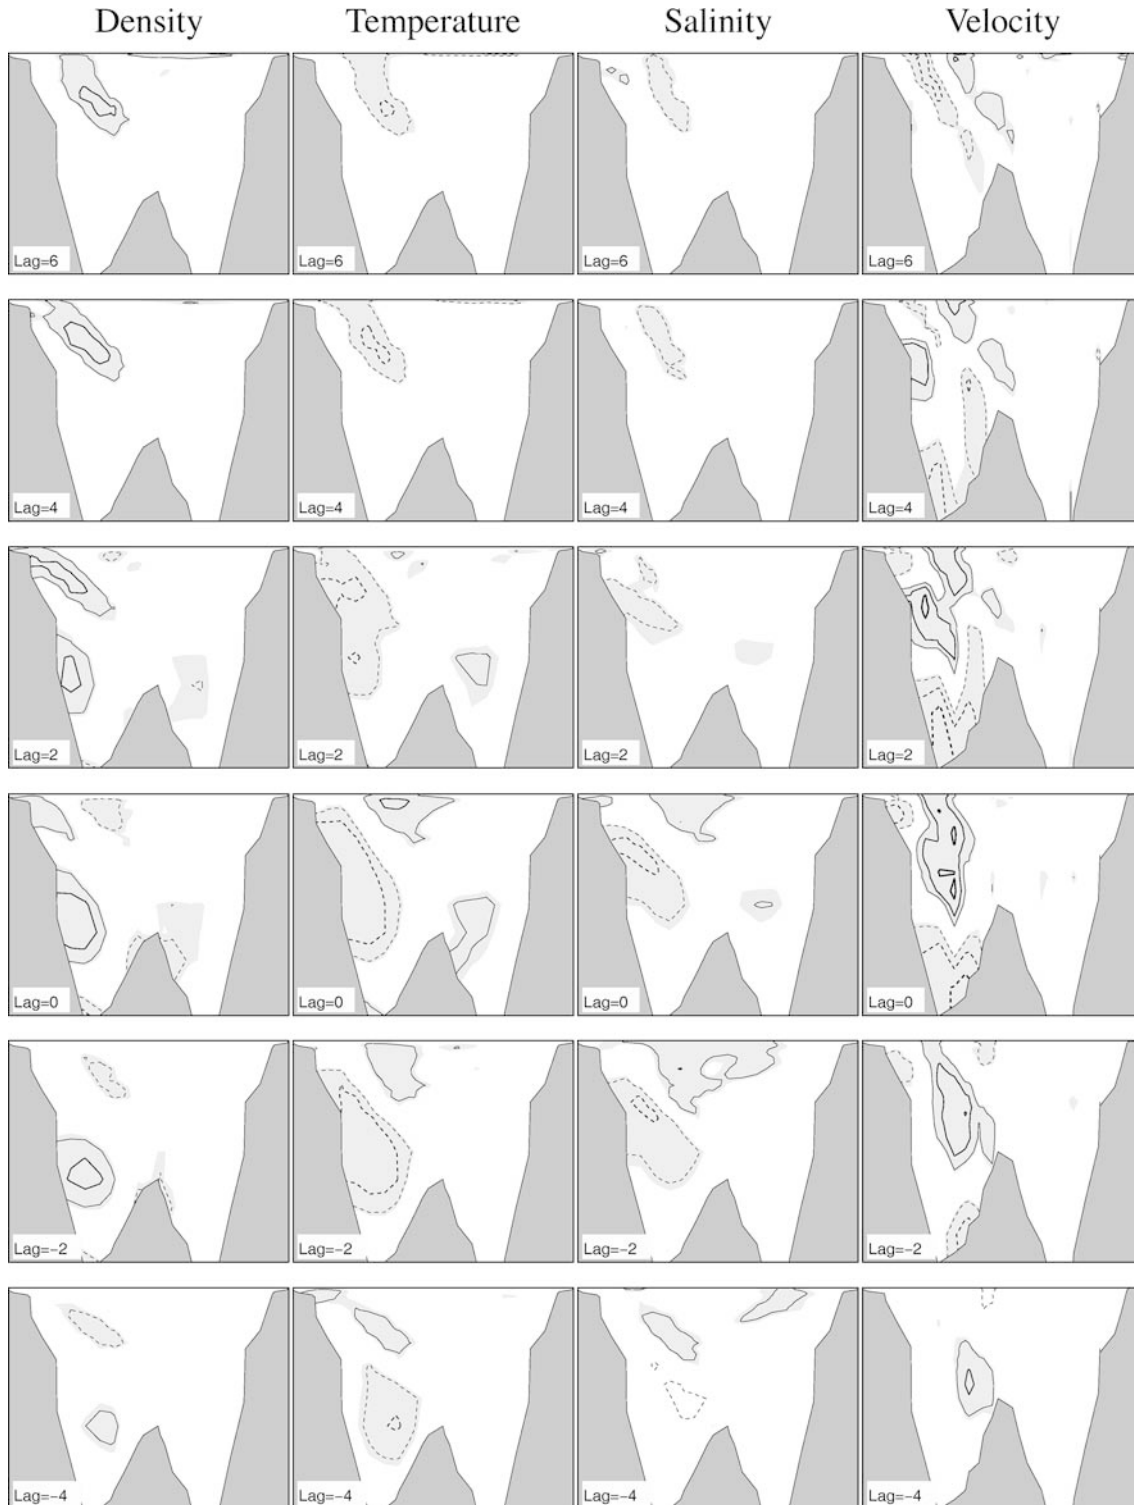 Density Temperature Salinity Velocity
Lag=6 Lag=6 Lag=6 Lag=6
Lag=4 Lag=4 Lag=4 Lag=4
Lag=2 Lag=2 Lag=2 Lag=2
Lag=0 Lag=0 Lag=0 Lag=0
Lag=−2 Lag=−2 Lag=−2 Lag=−2
Lag=−4 Lag=−4 Lag=−4 Lag=−4